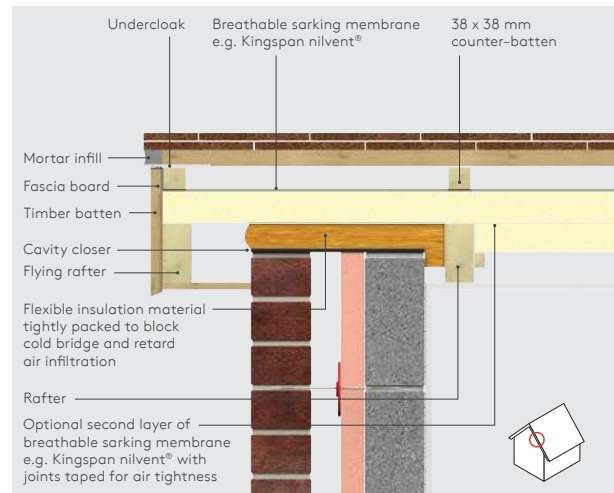 Undercloak
Breathable sarking membrane
e.g. Kingspan nilvent®
38 x 38 mm
counter–batten
Mortar infill
Fascia board
Timber batten
Cavity closer
Flying rafter
Flexible insulation material
tightly packed to block
cold bridge and retard
air infiltration
Rafter
Optional second layer of
breathable sarking membrane
e.g. Kingspan nilvent® with
joints taped for air tightness